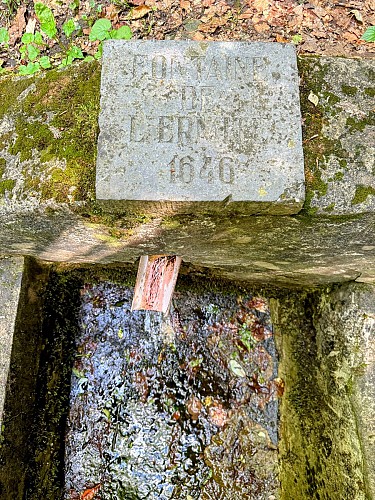 FONTAINE
DE
L'ERMITE
1646